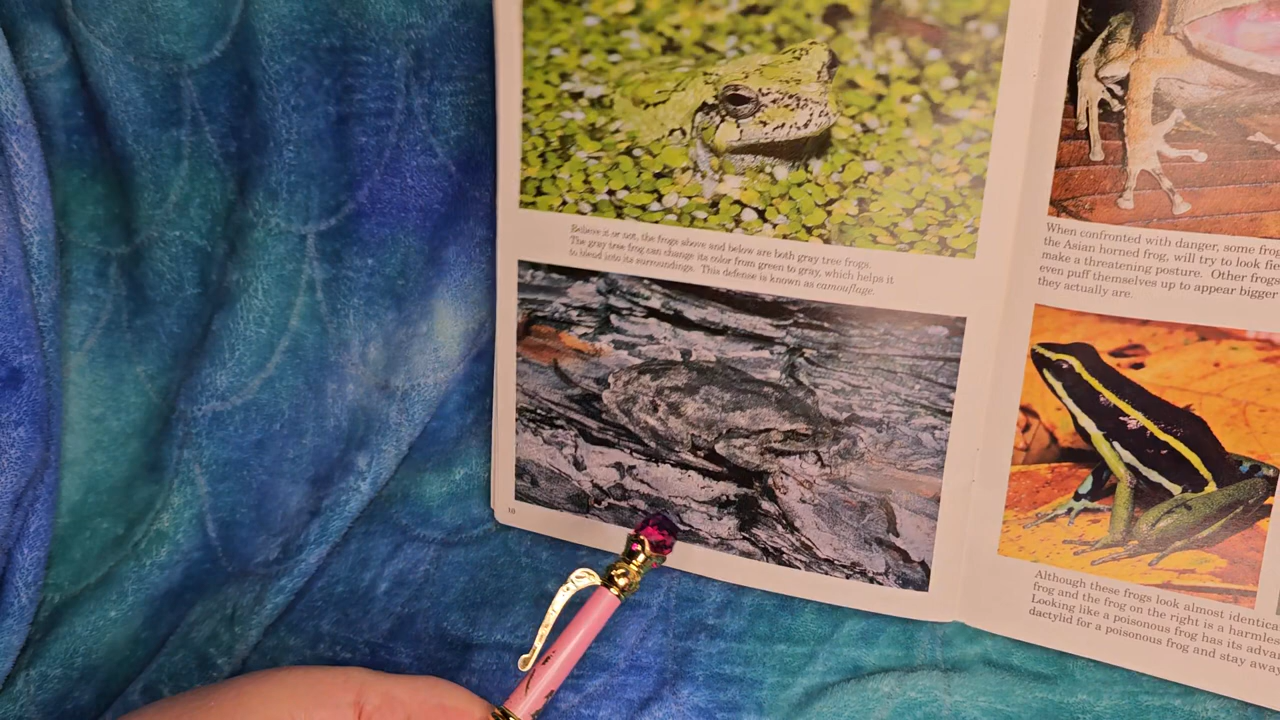 Believe it or not, the frogs above and below are both gray tree frogs.
The gray tree frog can change its color from green to gray, which helps it
to blend into its surroundings. This defense is known as camouflage.
10
When confronted with danger, some frog
the Asian horned frog, will try to look fie
make a threatening posture. Other frogs
even puff themselves up to appear bigger
they actually are.
Although these frogs look almost identica
frog and the frog on the right is a harmles
Looking like a poisonous frog has its advan
dactylid for a poisonous frog and stay away